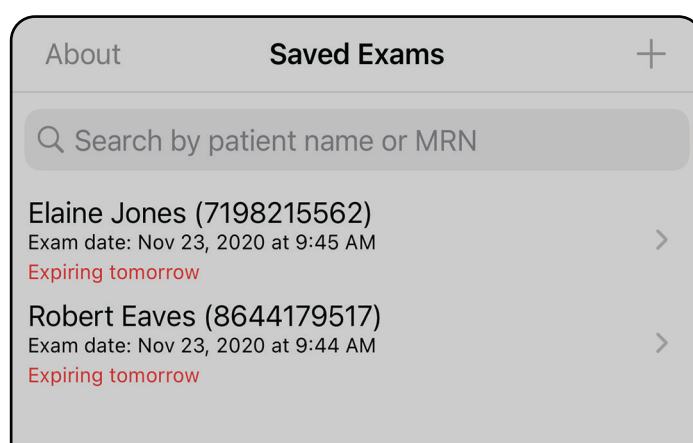 About
Saved Exams
Search by patient name or MRN
Elaine Jones (7198215562)
Exam date: Nov 23, 2020 at 9:45 AM
Expiring tomorrow
Robert Eaves (8644179517)
Exam date: Nov 23, 2020 at 9:44 AM
Expiring tomorrow